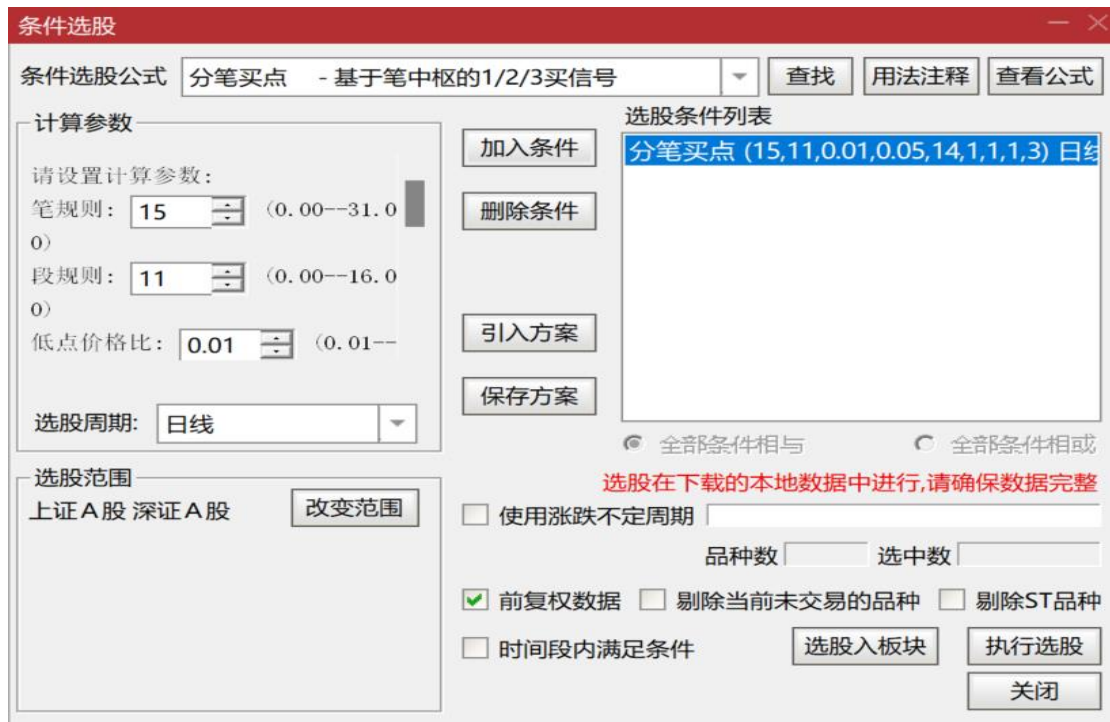 条件选股
条件选股公式 分笔买点 - 基于笔中枢的1/2/3买信号 查找 用法注释 查看公式
计算参数
请设置计算参数:
笔规则: 15 (0.00--31.0
0)
段规则: 11 (0.00--16.0
0)
低点价格比: 0.01 (0.01--
选股周期: 日线
加入条件
删除条件
引入方案
保存方案
选股条件列表
分笔买点 (15,11,0.01,0.05,14,1,1,1,3) 日线
全部条件相与 全部条件相或
选股范围
上证A股 深证A股 改变范围
选股在下载的本地数据中进行,请确保数据完整
使用涨跌不定周期
品种数 选中数
前复权数据 剔除当前未交易的品种 剔除ST品种
时间段内满足条件 选股入板块 执行选股
关闭